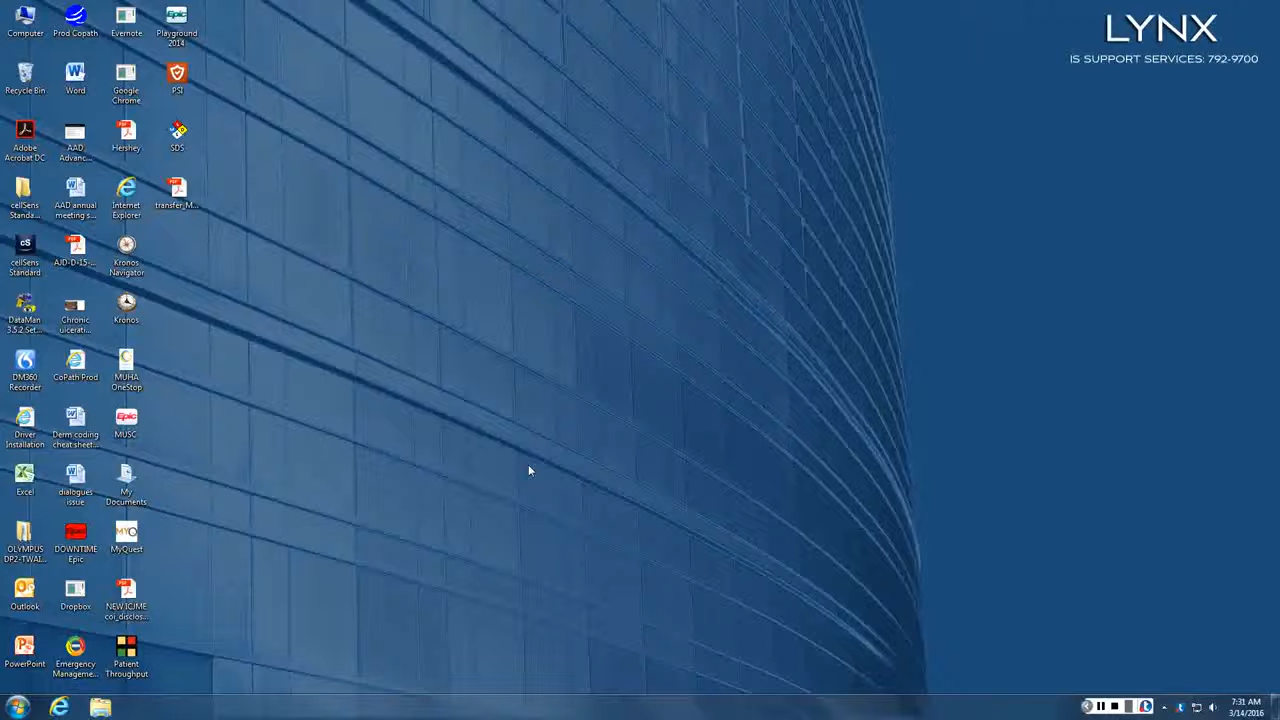 LYNX
IS SUPPORT SERVICES: 792-9700
Computer
Prod Copath
Evernote
Playground
2014
Recycle Bin
Word
Google
Chrome
PSI
Adobe
Acrobat DC
AAD
Advanc...
Hershey
SDS
cellSens
Standa...
AAD annual
meeting s...
Internet
Explorer
transfer_M...
cS
cellSens
Standard
AJD-D-15-...
Kronos
Navigator
DataMan
3.5.2 Set...
Chronic
ulcerati...
Kronos
DM360
Recorder
CoPath Prod
MUHA
OneStop
Driver
Installation
Derm coding
cheat sheet...
Epic
MUSC
Excel
dialogues
issue
My
Documents
OLYMPUS
DP2-TWAI...
DOWNTIME
Epic
MYQ
MyQuest
Outlook
Dropbox
NEW ICJME
coi_disclos...
PowerPoint
Emergency
Manageme...
Patient
Throughput
7:31 AM
3/14/2016